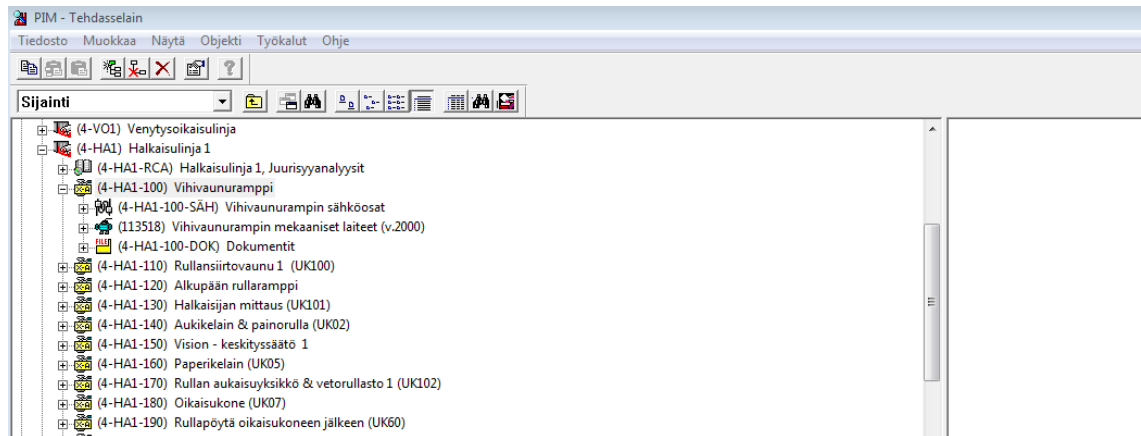 PIM - Tehdasselain
Tiedosto Muokkaa Näytä Objekti Työkalut Ohje
Sijainti
(4-VO1) Venytysoikaisulinja
(4-HA1) Halkaisulinja 1
(4-HA1-RCA) Halkaisulinja 1, Juurisyyanalyysit
(4-HA1-100) Vihivaunuramppi
(4-HA1-100-SÄH) Vihivaunurampin sähköosat
(113518) Vihivaunurampin mekaaniset laitteet (v.2000)
(4-HA1-100-DOK) Dokumentit
(4-HA1-110) Rullansiirtovaunu 1 (UK100)
(4-HA1-120) Alkupään rullaramppi
(4-HA1-130) Halkaisijan mittaus (UK101)
(4-HA1-140) Aukikelain & painorulla (UK02)
(4-HA1-150) Vision - keskityssäätö 1
(4-HA1-160) Paperikelain (UK05)
(4-HA1-170) Rullan aukaisuyksikkö & vetorullasto 1 (UK102)
(4-HA1-180) Oikaisukone (UK07)
(4-HA1-190) Rullapöytä oikaisukoneen jälkeen (UK60)